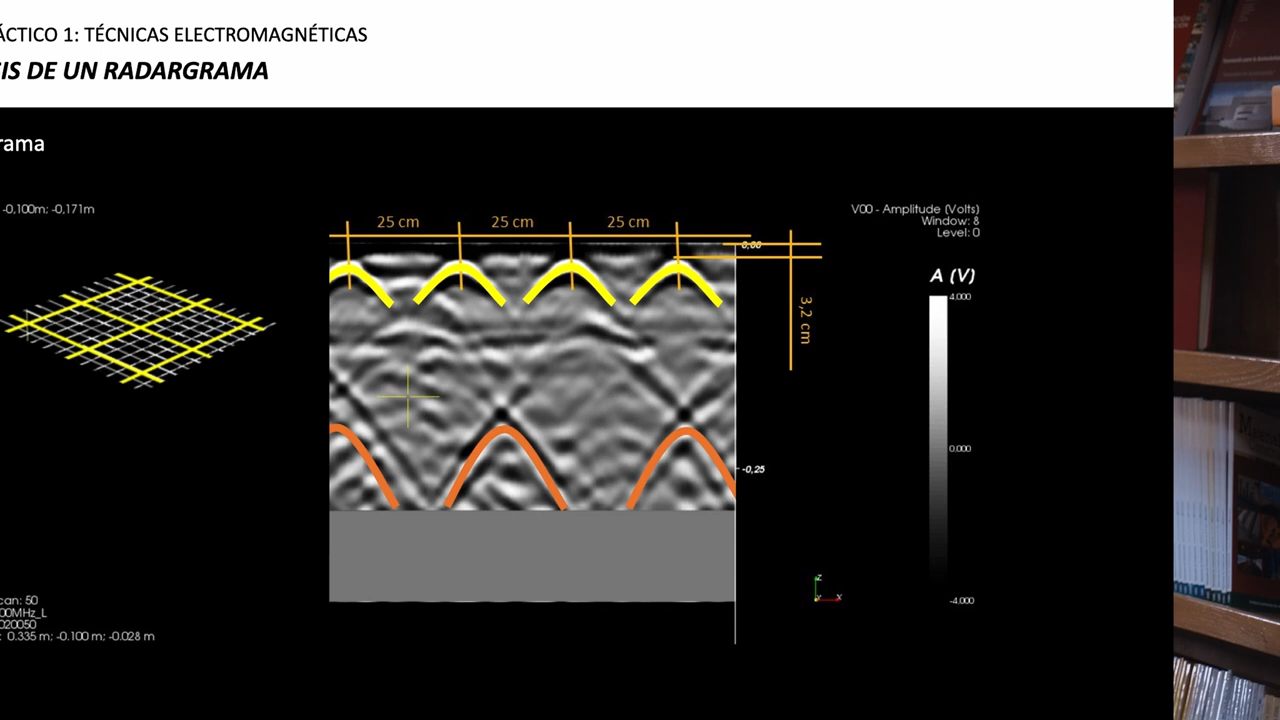 ÁCTICO 1: TÉCNICAS ELECTROMAGNÉTICAS
IS DE UN RADARGRAMA
rama
-0,100m; -0,171m
25 cm
25 cm
25 cm
0,00
3,2 cm
-0,25
V00 - Amplitude (Volts)
Window: 8
Level: 0
A (V)
4.000
0.000
-4.000
z
y
x
can: 50
00MHz_L
020050
: 0.335 m; -0.100 m; -0.028 m